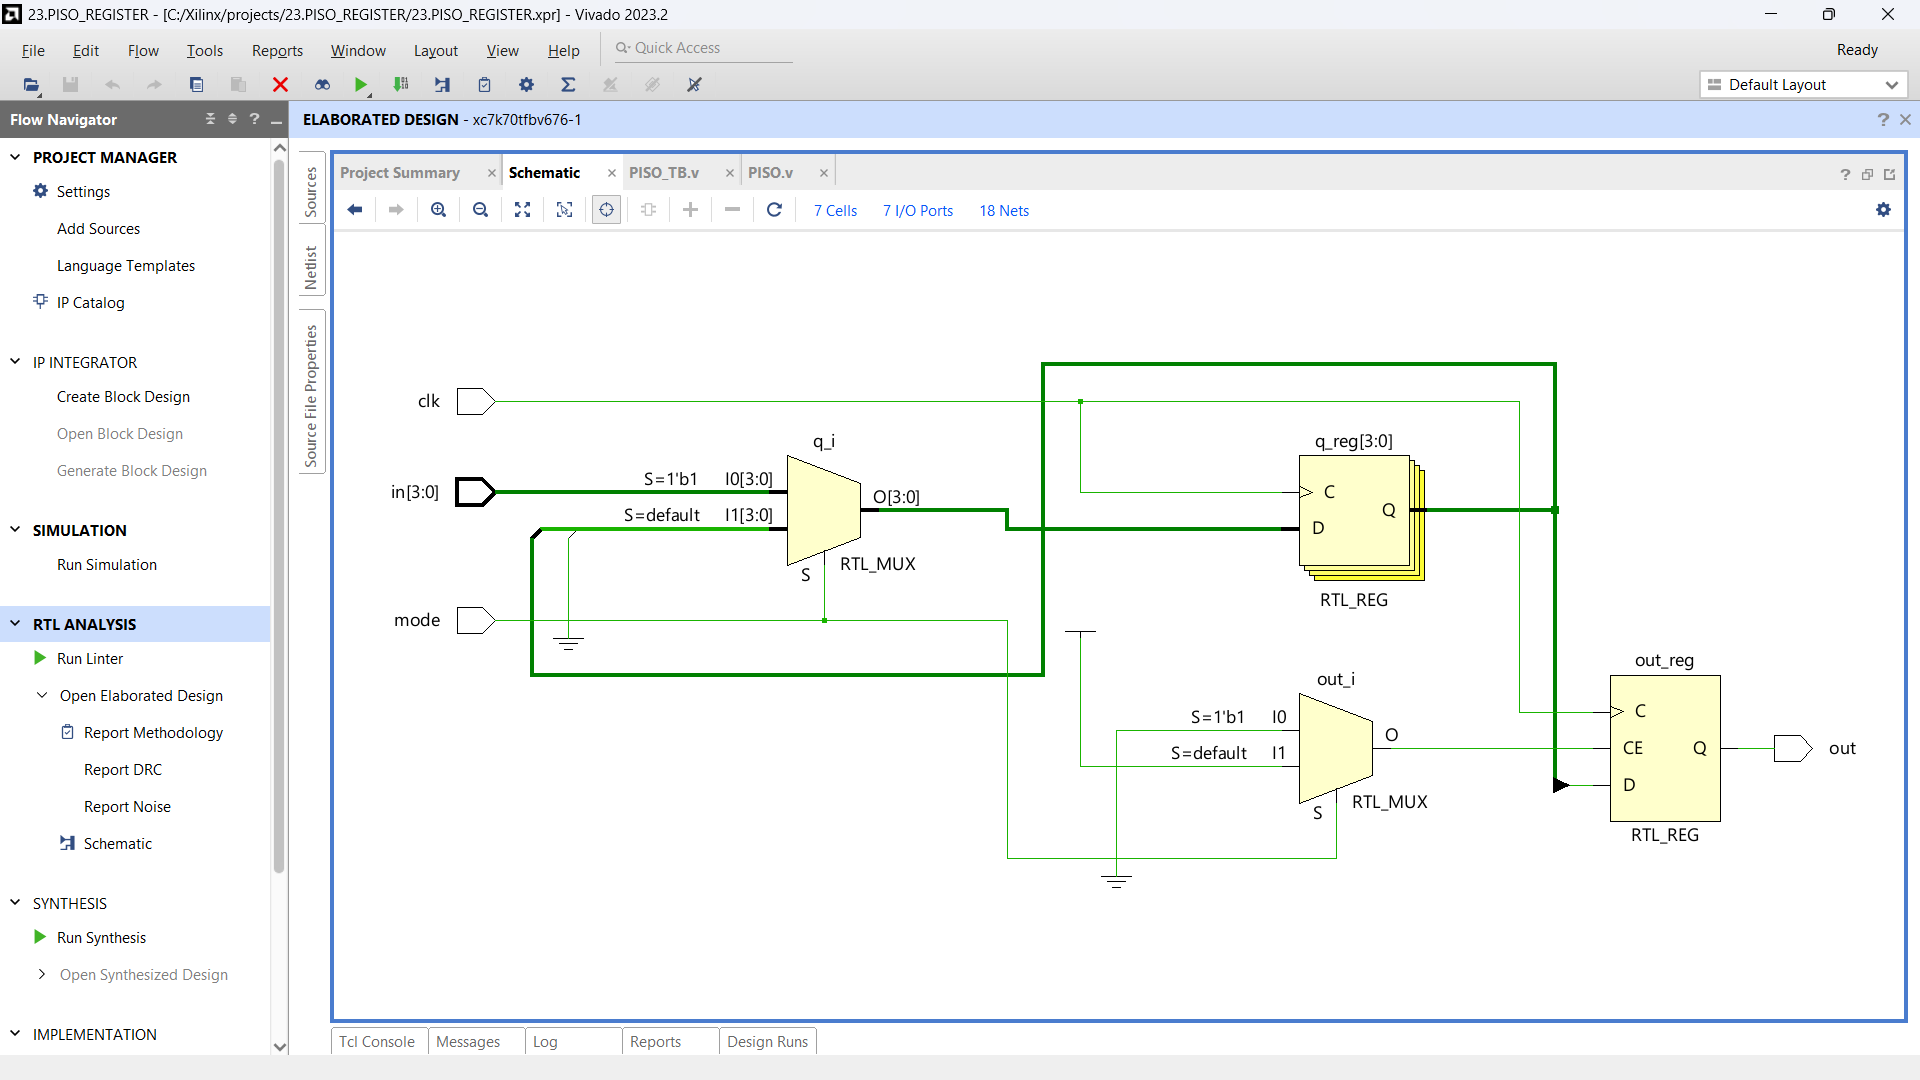 23.PISO_REGISTER - [C:/Xilinx/projects/23.PISO_REGISTER/23.PISO_REGISTER.xpr] - Vivado 2023.2
File Edit Flow Tools Reports Window Layout View Help Quick Access Ready
Default Layout
Flow Navigator
ELABORATED DESIGN - xc7k70tfbv676-1
PROJECT MANAGER
Settings
Add Sources
Language Templates
IP Catalog
IP INTEGRATOR
Create Block Design
Open Block Design
Generate Block Design
SIMULATION
Run Simulation
RTL ANALYSIS
Run Linter
Open Elaborated Design
Report Methodology
Report DRC
Report Noise
Schematic
SYNTHESIS
Run Synthesis
Open Synthesized Design
IMPLEMENTATION
Sources
Netlist
Source File Properties
Project Summary Schematic PISO_TB.v PISO.v
7 Cells 7 I/O Ports 18 Nets
clk
q_i
q_reg[3:0]
S=1'b1 I0[3:0]
in[3:0]
O[3:0]
C
Q
S=default I1[3:0]
D
RTL_MUX
S
RTL_REG
mode
out_reg
out_i
S=1'b1 I0
C
O
S=default I1
CE Q out
D
RTL_MUX
S
RTL_REG
Tcl Console Messages Log Reports Design Runs